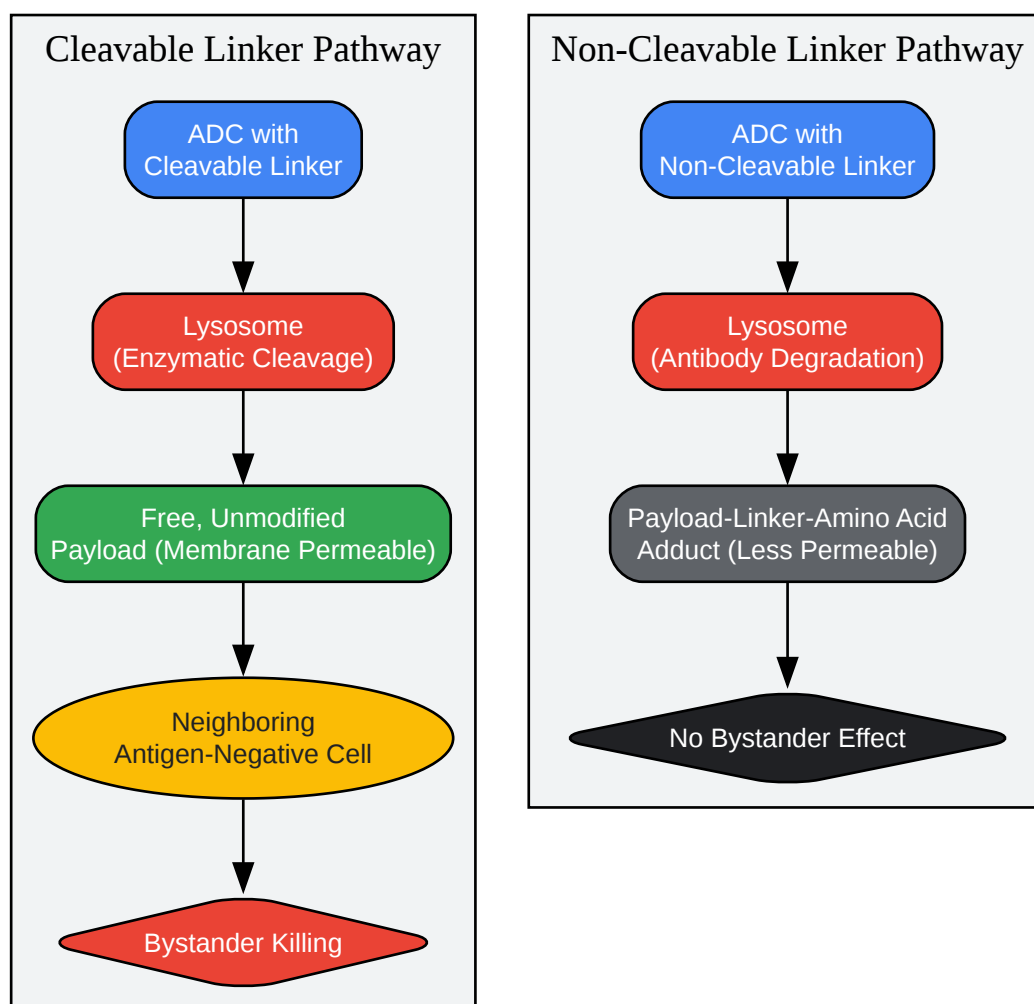 Cleavable Linker Pathway
ADC with
Cleavable Linker
Lysosome
(Enzymatic Cleavage)
Free, Unmodified
Payload (Membrane Permeable)
Neighboring
Antigen-Negative Cell
Bystander Killing
Non-Cleavable Linker Pathway
ADC with
Non-Cleavable Linker
Lysosome
(Antibody Degradation)
Payload-Linker-Amino Acid
Adduct (Less Permeable)
No Bystander Effect